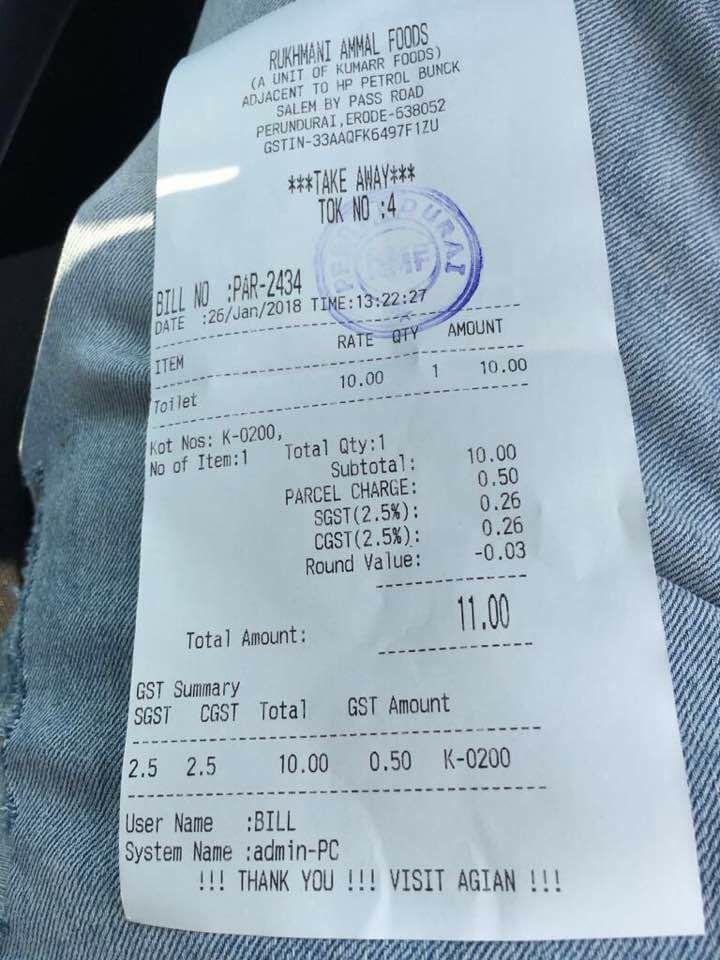 RUKHMANI AMMAL FOODS
(A UNIT OF KUMARR FOODS)
ADJACENT TO HP PETROL BUNCK
SALEM BY PASS ROAD
PERUNDURAI,ERODE-638052
GSTIN-33AAQFK6497F1ZU
***TAKE AWAY***
TOK NO :4
BILL NO :PAR-2434
DATE :26/Jan/2018 TIME:13:22:27
ITEM RATE QTY AMOUNT
Toilet 10.00 1 10.00
Kot Nos: K-0200,
No of Item:1 Total Qty:1
Subtotal: 10.00
PARCEL CHARGE: 0.50
SGST(2.5%): 0.26
CGST(2.5%): 0.26
Round Value: -0.03
Total Amount: 11.00
GST Summary
SGST CGST Total GST Amount
2.5 2.5 10.00 0.50 K-0200
User Name :BILL
System Name :admin-PC
!!! THANK YOU !!! VISIT AGIAN !!!